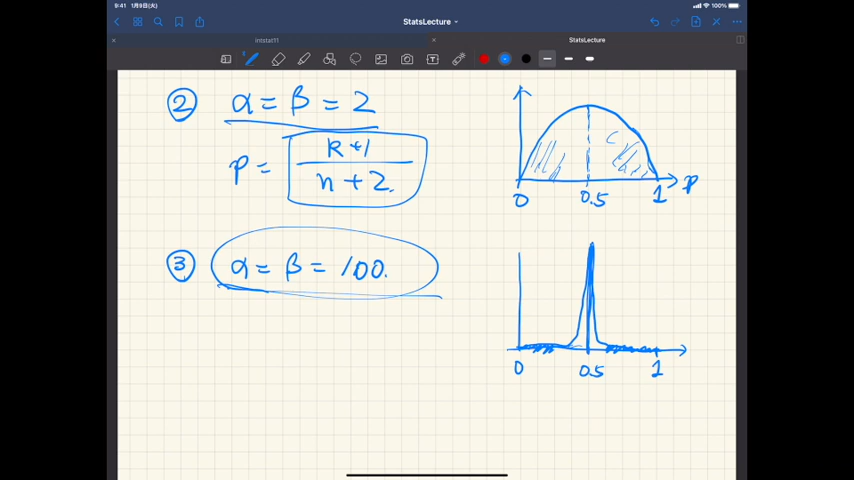 9:41 1月9日(火)
100%
StatsLecture
intstat11
StatsLecture
② α = β = 2
p = k+1
n+2.
0
0.5
1
p
③ α = β = 100.
0
0.5
1